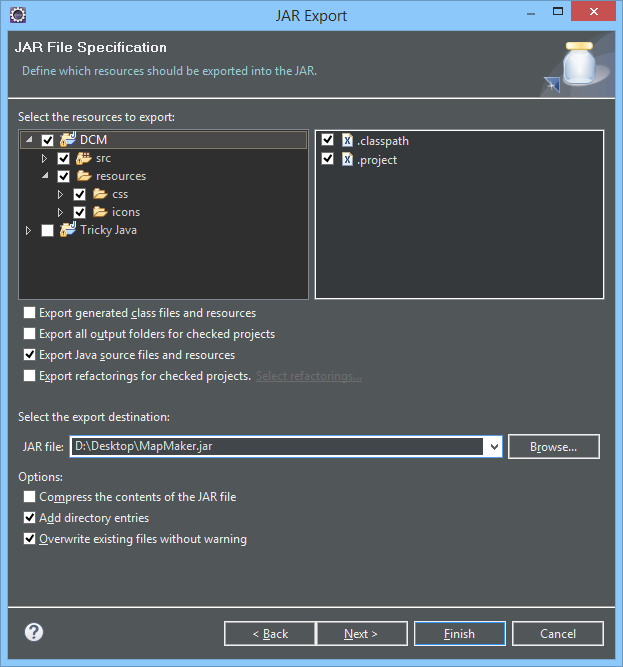 JAR Export
JAR File Specification
Define which resources should be exported into the JAR.
Select the resources to export:
DCM
src
resources
css
icons
Tricky Java
.classpath
.project
Export generated class files and resources
Export all output folders for checked projects
Export Java source files and resources
Export refactorings for checked projects. Select refactorings...
Select the export destination:
JAR file: D:\Desktop\MapMaker.jar Browse...
Options:
Compress the contents of the JAR file
Add directory entries
Overwrite existing files without warning
? < Back Next > Finish Cancel